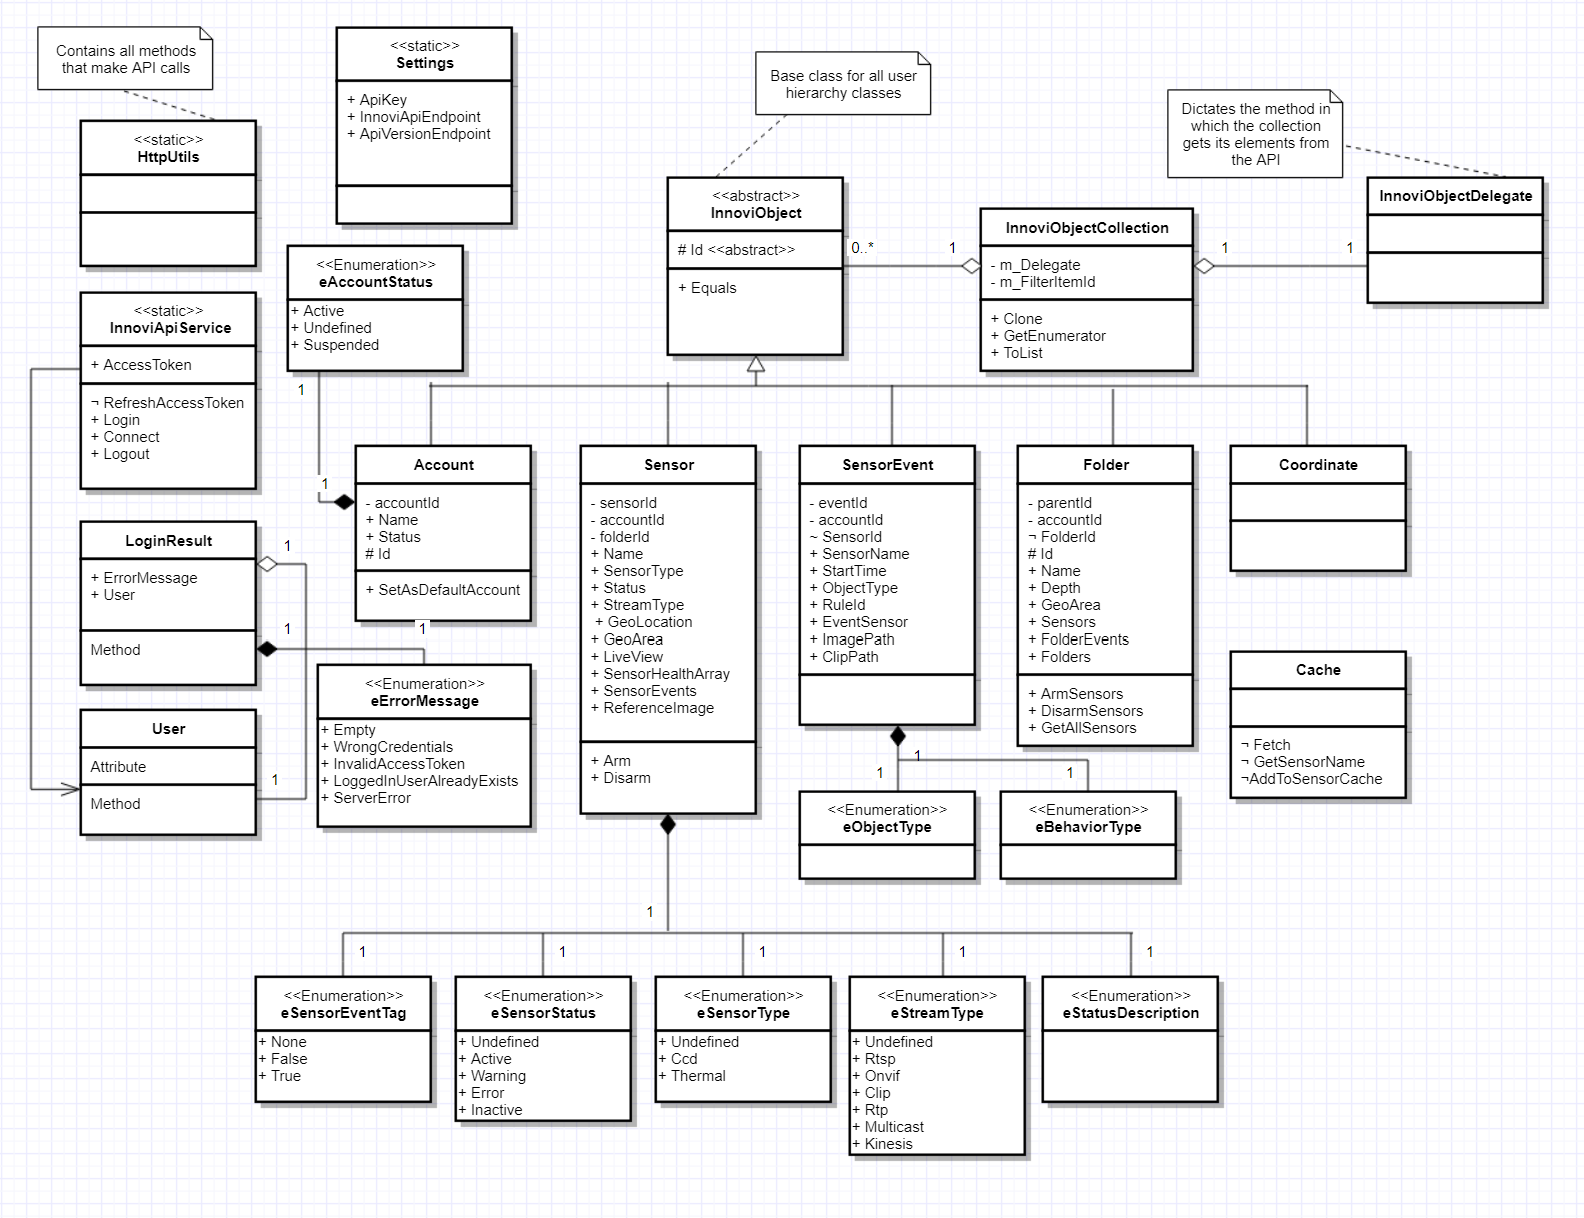 Contains all methods
that make API calls
<<static>>
HttpUtils
<<static>>
Settings
+ ApiKey
+ InnoviApiEndpoint
+ ApiVersionEndpoint
Base class for all user
hierarchy classes
Dictates the method in
which the collection
gets its elements from
the API
<<abstract>>
InnoviObject
# Id <<abstract>>
+ Equals
0..*
1
InnoviObjectCollection
- m_Delegate
- m_FilterItemId
+ Clone
+ GetEnumerator
+ ToList
1
1
InnoviObjectDelegate
<<Enumeration>>
eAccountStatus
+ Active
+ Undefined
+ Suspended
1
1
<<static>>
InnoviApiService
+ AccessToken
¬ RefreshAccessToken
+ Login
+ Connect
+ Logout
LoginResult
+ ErrorMessage
+ User
Method
1
1
1
1
User
Attribute
Method
Account
- accountId
+ Name
+ Status
# Id
+ SetAsDefaultAccount
<<Enumeration>>
eErrorMessage
+ Empty
+ WrongCredentials
+ InvalidAccessToken
+ LoggedInUserAlreadyExists
+ ServerError
Sensor
- sensorId
- accountId
- folderId
+ Name
+ SensorType
+ Status
+ StreamType
+ GeoLocation
+ GeoArea
+ LiveView
+ SensorHealthArray
+ SensorEvents
+ ReferenceImage
+ Arm
+ Disarm
SensorEvent
- eventId
- accountId
~ SensorId
+ SensorName
+ StartTime
+ ObjectType
+ RuleId
+ EventSensor
+ ImagePath
+ ClipPath
Folder
- parentId
- accountId
¬ FolderId
# Id
+ Name
+ Depth
+ GeoArea
+ Sensors
+ FolderEvents
+ Folders
+ ArmSensors
+ DisarmSensors
+ GetAllSensors
Coordinate
Cache
¬ Fetch
¬ GetSensorName
¬AddToSensorCache
1
1
1
<<Enumeration>>
eObjectType
<<Enumeration>>
eBehaviorType
1
1
1
1
1
1
<<Enumeration>>
eSensorEventTag
+ None
+ False
+ True
<<Enumeration>>
eSensorStatus
+ Undefined
+ Active
+ Warning
+ Error
+ Inactive
<<Enumeration>>
eSensorType
+ Undefined
+ Ccd
+ Thermal
<<Enumeration>>
eStreamType
+ Undefined
+ Rtsp
+ Onvif
+ Clip
+ Rtp
+ Multicast
+ Kinesis
<<Enumeration>>
eStatusDescription